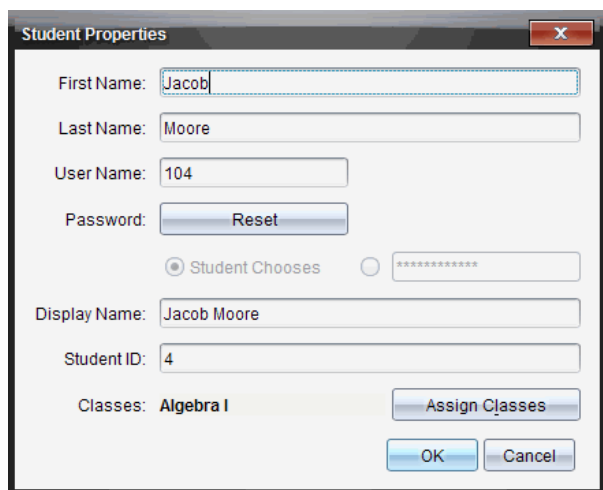 Student Properties
x
First Name: Jacob
Last Name: Moore
User Name: 104
Password: Reset
Student Chooses ************
Display Name: Jacob Moore
Student ID: 4
Classes: Algebra I Assign Classes
OK Cancel